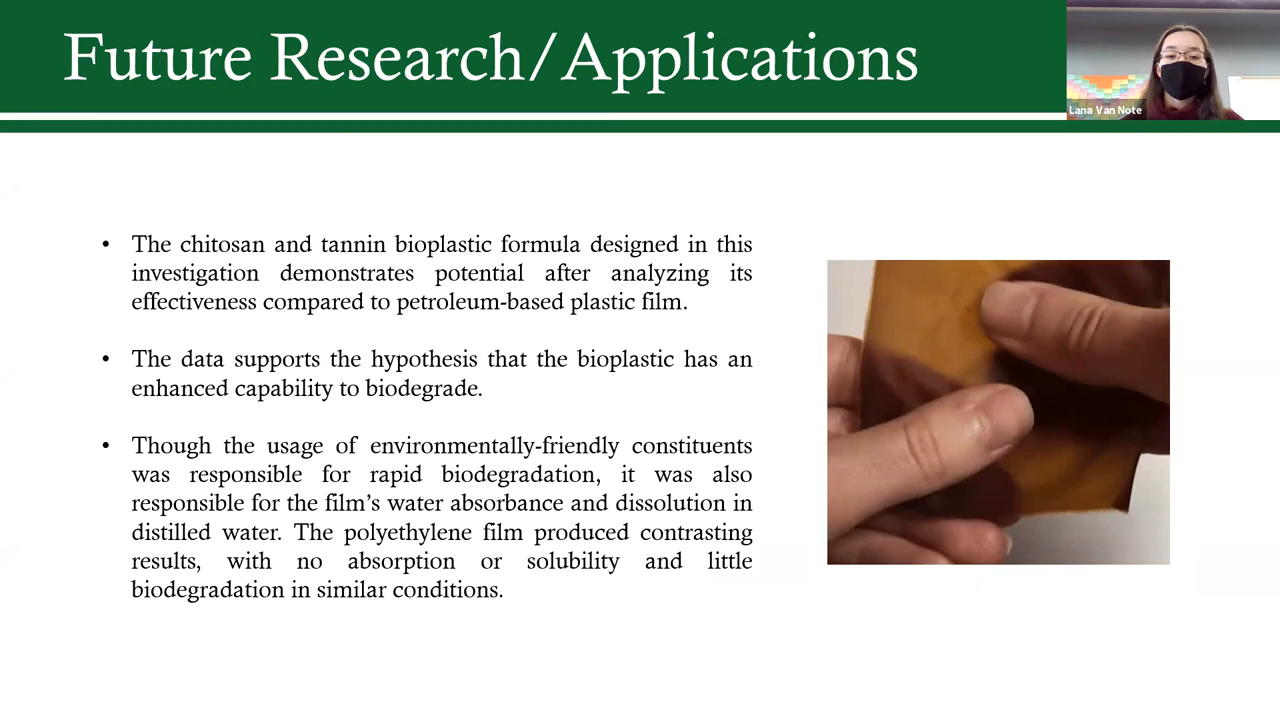 Future Research/Applications
Lana Van Note
• The chitosan and tannin bioplastic formula designed in this
investigation demonstrates potential after analyzing its
effectiveness compared to petroleum-based plastic film.
• The data supports the hypothesis that the bioplastic has an
enhanced capability to biodegrade.
• Though the usage of environmentally-friendly constituents
was responsible for rapid biodegradation, it was also
responsible for the film’s water absorbance and dissolution in
distilled water. The polyethylene film produced contrasting
results, with no absorption or solubility and little
biodegradation in similar conditions.